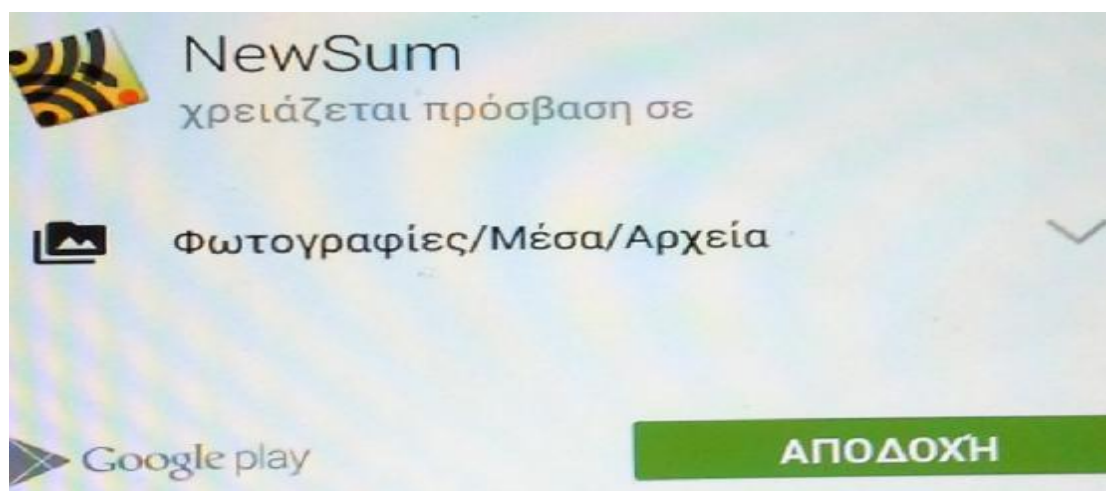 NewSum
χρειάζεται πρόσβαση σε
Φωτογραφίες/Μέσα/Αρχεία
Google play
ΑΠΟΔΟΧΉ